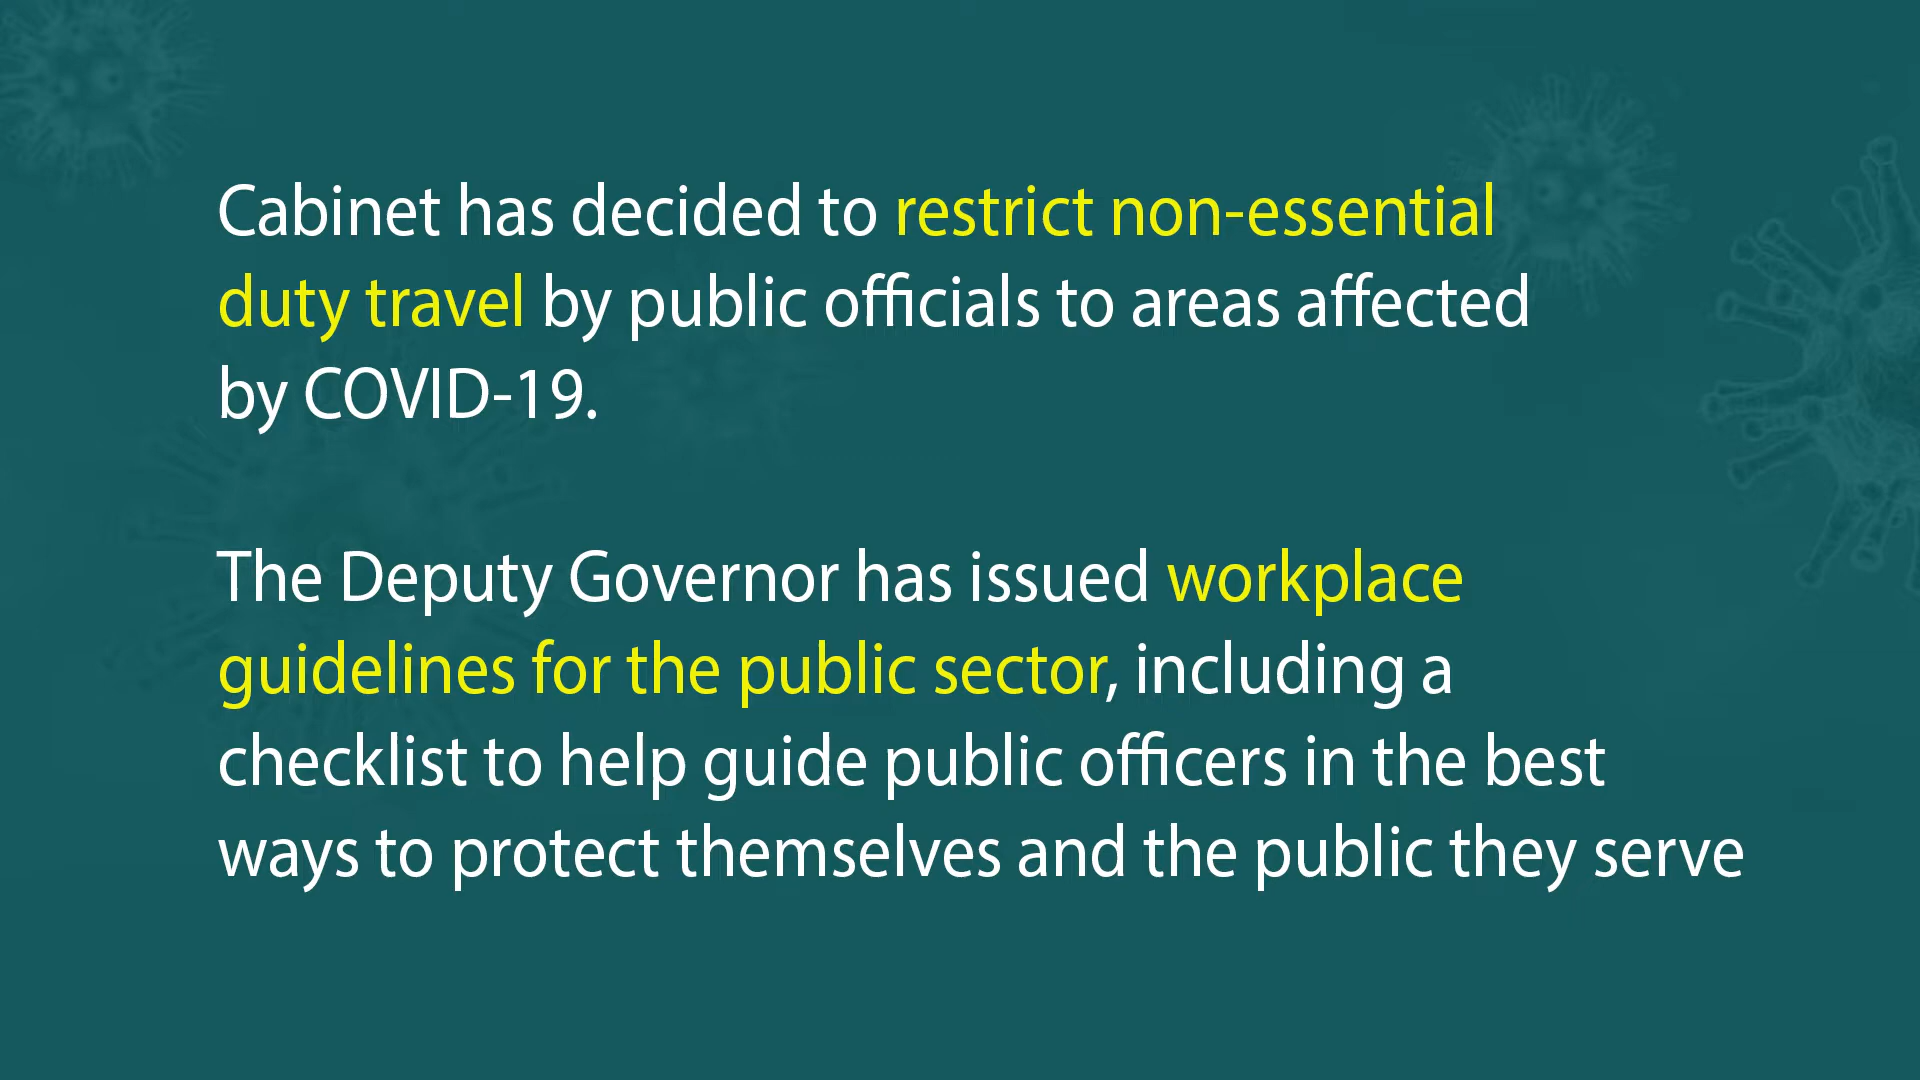 Cabinet has decided to restrict non-essential
duty travel by public officials to areas affected
by COVID-19.
The Deputy Governor has issued workplace
guidelines for the public sector, including a
checklist to help guide public officers in the best
ways to protect themselves and the public they serve